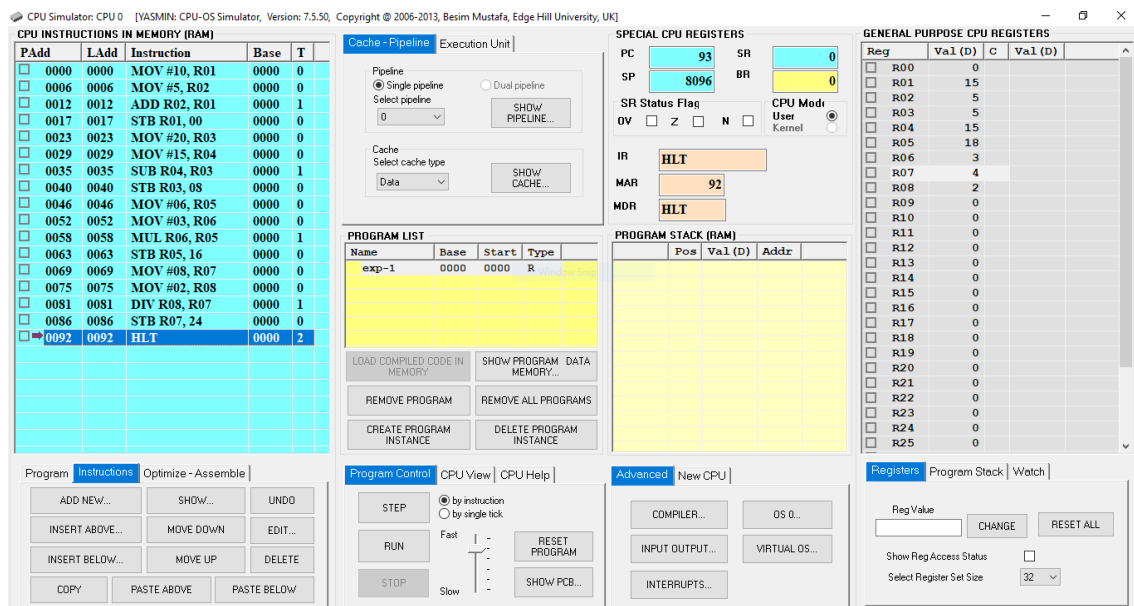 CPU Simulator: CPU 0 [YASMIN: CPU-OS Simulator, Version: 7.5.50, Copyright @ 2006-2013, Besim Mustafa, Edge Hill University, UK]
CPU INSTRUCTIONS IN MEMORY (RAM)
PAdd LAdd Instruction Base T
0000 0000 MOV #10, R01 0000 0
0006 0006 MOV #5, R02 0000 0
0012 0012 ADD R02, R01 0000 1
0017 0017 STB R01, 00 0000 0
0023 0023 MOV #20, R03 0000 0
0029 0029 MOV #15, R04 0000 0
0035 0035 SUB R04, R03 0000 1
0040 0040 STB R03, 08 0000 0
0046 0046 MOV #06, R05 0000 0
0052 0052 MOV #03, R06 0000 0
0058 0058 MUL R06, R05 0000 1
0063 0063 STB R05, 16 0000 0
0069 0069 MOV #08, R07 0000 0
0075 0075 MOV #02, R08 0000 0
0081 0081 DIV R08, R07 0000 1
0086 0086 STB R07, 24 0000 0
0092 0092 HLT 0000 2
Program Instructions Optimize - Assemble
ADD NEW... SHOW... UNDO
INSERT ABOVE... MOVE DOWN EDIT...
INSERT BELOW... MOVE UP DELETE
COPY PASTE ABOVE PASTE BELOW
Cache - Pipeline Execution Unit
Pipeline
Single pipeline Dual pipeline
Select pipeline
0
SHOW
PIPELINE...
Cache
Select cache type
Data
SHOW
CACHE...
PROGRAM LIST
Name Base Start Type
exp-1 0000 0000 R
Window Snip
LOAD COMPILED CODE IN
MEMORY
SHOW PROGRAM DATA
MEMORY...
REMOVE PROGRAM REMOVE ALL PROGRAMS
CREATE PROGRAM
INSTANCE
DELETE PROGRAM
INSTANCE
Program Control CPU View CPU Help
STEP
by instruction
by single tick
RUN
Fast
RESET
PROGRAM
STOP
Slow
SHOW PCB...
SPECIAL CPU REGISTERS
PC 93 SR 0
SP 8096 BR 0
SR Status Flag
OV Z N
CPU Mode
User
Kernel
IR HLT
MAR 92
MDR HLT
PROGRAM STACK (RAM)
Pos Val (D) Addr
Advanced New CPU
COMPILER... OS 0...
INPUT OUTPUT... VIRTUAL OS...
INTERRUPTS...
GENERAL PURPOSE CPU REGISTERS
Reg Val (D) C Val (D)
R00 0
R01 15
R02 5
R03 5
R04 15
R05 18
R06 3
R07 4
R08 2
R09 0
R10 0
R11 0
R12 0
R13 0
R14 0
R15 0
R16 0
R17 0
R18 0
R19 0
R20 0
R21 0
R22 0
R23 0
R24 0
R25 0
Registers Program Stack Watch
Reg Value
CHANGE RESET ALL
Show Reg Access Status
Select Register Set Size 32